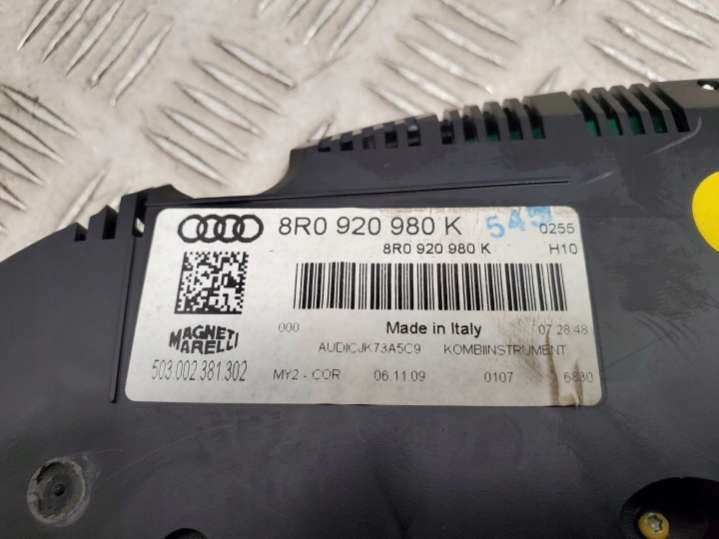 8R0 920 980 K 545 0255
8R0 920 980 K H10
000 Made in Italy 07.28.48
MAGNETI
MARELLI
AUDICJK73A5C9 KOMBIINSTRUMENT
503.002.381.302 MY2 - COR 06.11.09 0107 6830